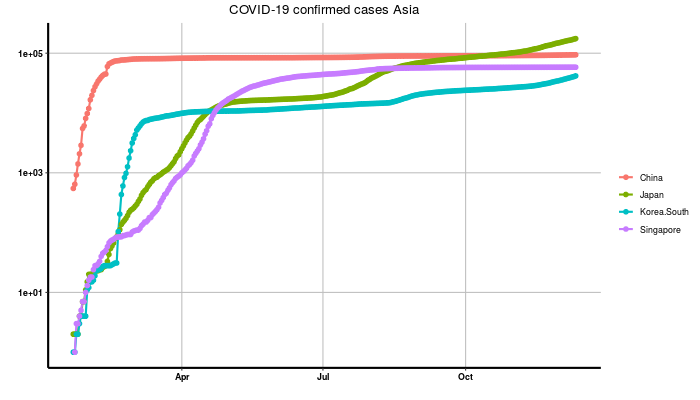 COVID-19 confirmed cases Asia
1e+05
1e+03
1e+01
Apr
Jul
Oct
China
Japan
Korea.South
Singapore